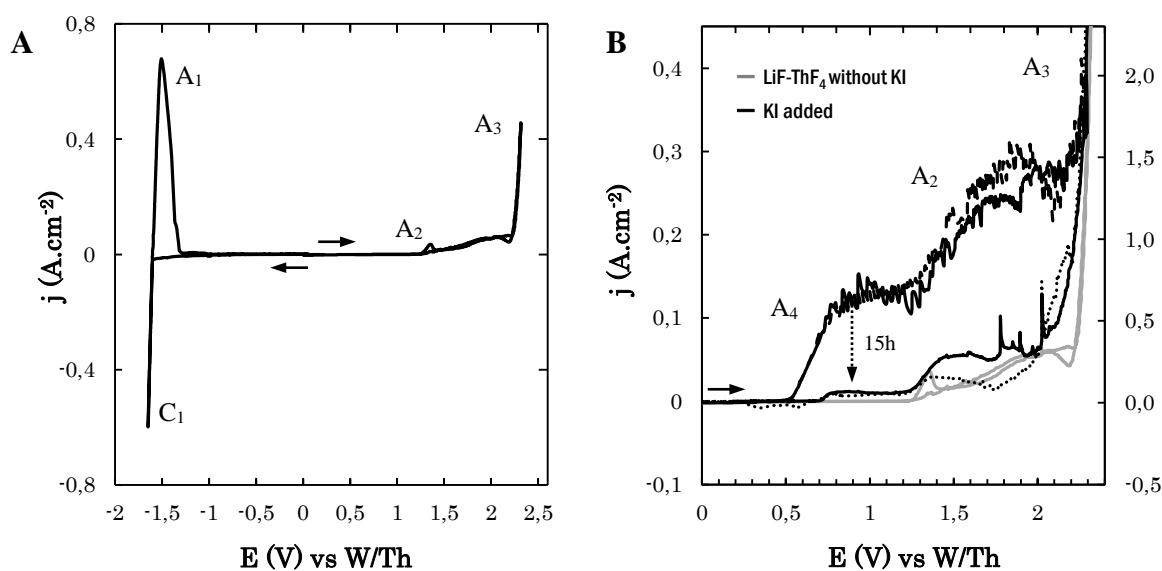 A
0,8
0,4
0
-0,4
-0,8
j (A.cm-2)
A1
A2
A3
C1
-2 -1,5 -1 -0,5 0 0,5 1 1,5 2 2,5
E (V) vs W/Th
B
0,4
0,3
0,2
0,1
0
-0,1
j (A.cm-2)
LiF-ThF4 without KI
KI added
A3
A2
A4
15h
2,0
1,5
1,0
0,5
0,0
-0,5
0 0,5 1 1,5 2
E (V) vs W/Th